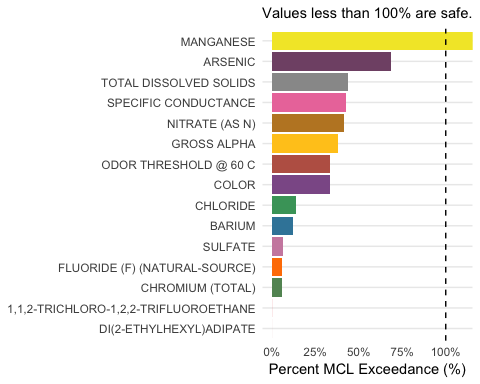 Values less than 100% are safe.
MANGANESE
ARSENIC
TOTAL DISSOLVED SOLIDS
SPECIFIC CONDUCTANCE
NITRATE (AS N)
GROSS ALPHA
ODOR THRESHOLD @ 60 C
COLOR
CHLORIDE
BARIUM
SULFATE
FLUORIDE (F) (NATURAL-SOURCE)
CHROMIUM (TOTAL)
1,1,2-TRICHLORO-1,2,2-TRIFLUOROETHANE
DI(2-ETHYLHEXYL)ADIPATE
0% 25% 50% 75% 100%
Percent MCL Exceedance (%)